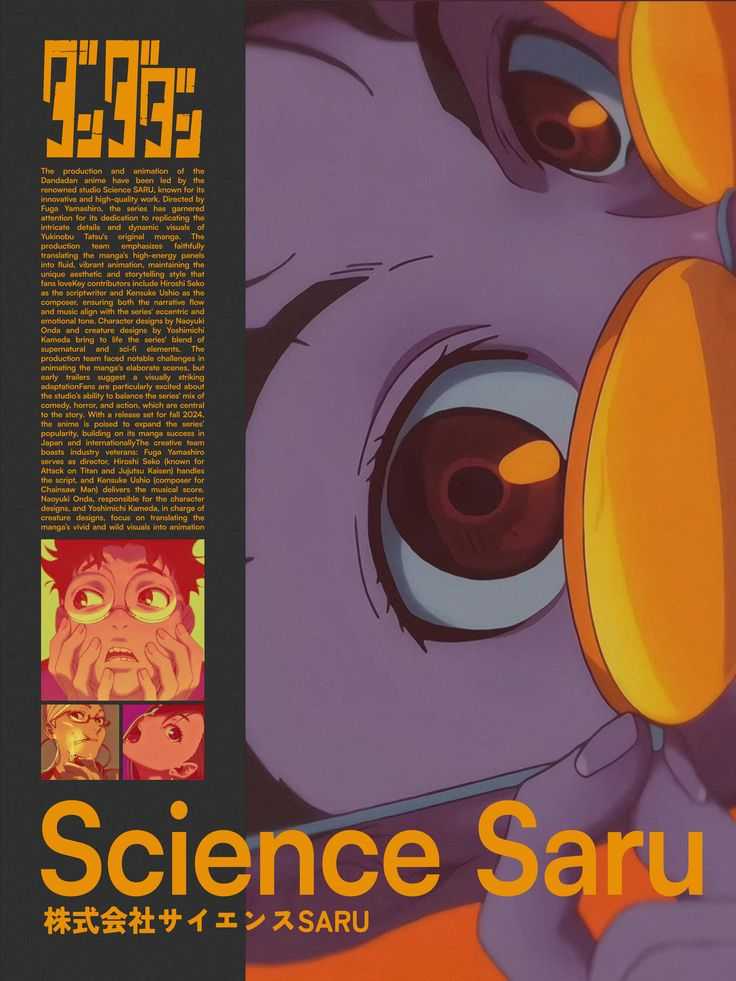 ダンダダン
The production and animation of the
Dandadan anime have been led by the
renowned studio Science SARU, known for its
innovative and high-quality work. Directed by
Fuga Yamashiro, the series has garnered
attention for its dedication to replicating the
intricate details and dynamic visuals of
Yukinobu Tatsu's original manga. The
production team emphasizes faithfully
translating the manga's high-energy panels
into fluid, vibrant animation, maintaining the
unique aesthetic and storytelling style that
fans loveKey contributors include Hiroshi Seko
as the scriptwriter and Kensuke Ushio as the
composer, ensuring both the narrative flow
and music align with the series' eccentric and
emotional tone. Character designs by Naoyuki
Onda and creature designs by Yoshimichi
Kameda bring to life the series' blend of
supernatural and sci-fi elements. The
production team faced notable challenges in
animating the manga's elaborate scenes, but
early trailers suggest a visually striking
adaptationFans are particularly excited about
the studio's ability to balance the series' mix of
comedy, horror, and action, which are central
to the story. With a release set for fall 2024,
the anime is poised to expand the series'
popularity, building on its manga success in
Japan and internationallyThe creative team
boasts industry veterans: Fuga Yamashiro
serves as director, Hiroshi Seko (known for
Attack on Titan and Jujutsu Kaisen) handles
the script, and Kensuke Ushio (composer for
Chainsaw Man) delivers the musical score.
Naoyuki Onda, responsible for the character
designs, and Yoshimichi Kameda, in charge of
creature designs, focus on translating the
manga's vivid and wild visuals into animation
Science Saru
株式会社サイエンスSARU